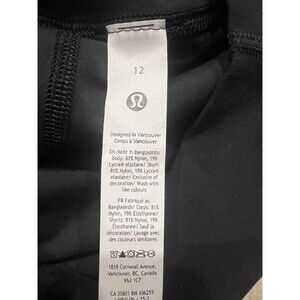 12
Designed in Vancouver
Conçu à Vancouver
EN Made in Bangladesh/
Body: 81% Nylon, 19%
Lycra® elastane/ Short:
81% Nylon, 19% Lycra®
elastane/ Exclusive of
decoration/ Wash with
like colours
FR Fabriqué au
Bangladesh/ Corps: 81%
Nylon, 19% Élasthanne/
Shorts: 81% Nylon, 19%
Élasthanne/ Sauf la
décoration/ Lavage avec
des couleurs similaires
1818 Cornwall Avenue,
Vancouver, BC, Canada
V6J 1C7
CA 35801 RN 106259